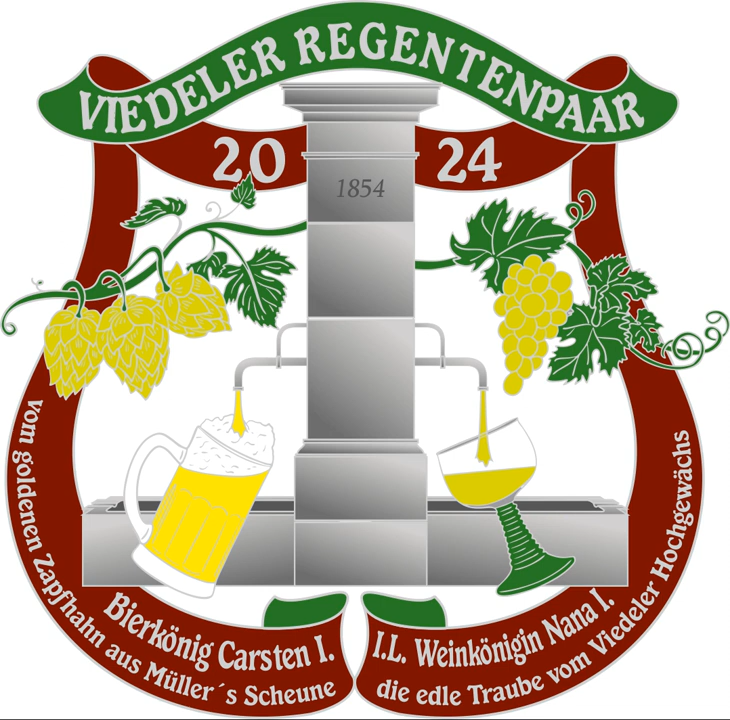 VIEDELER REGENTENPAAR
20 24
1854
Bierkönig Carsten I.
vom goldenen Zapfhahn aus Müller´s Scheune
I.L. Weinkönigin Nana I.
die edle Traube vom Viedeler Hochgewächs